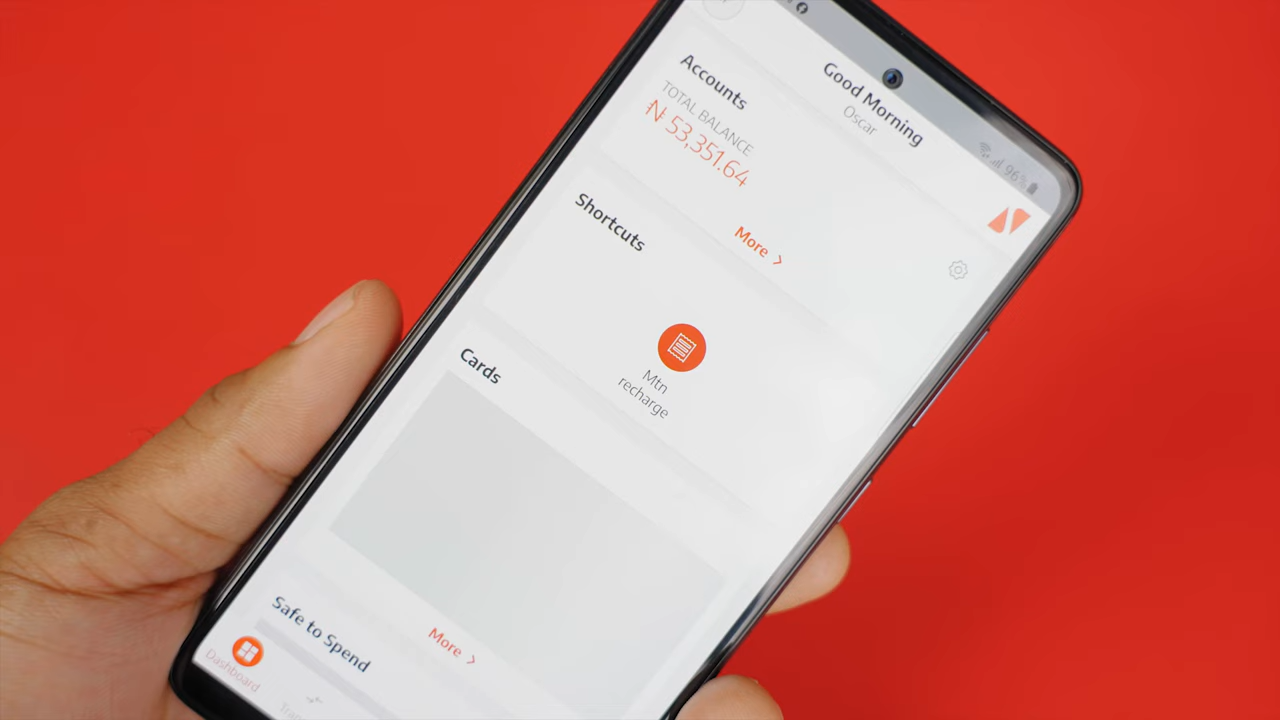 96%
Good Morning
Oscar
Accounts
TOTAL BALANCE
₦ 53,351.64
More
Shortcuts
Mtn
recharge
Cards
More
Safe to Spend
Dashboard